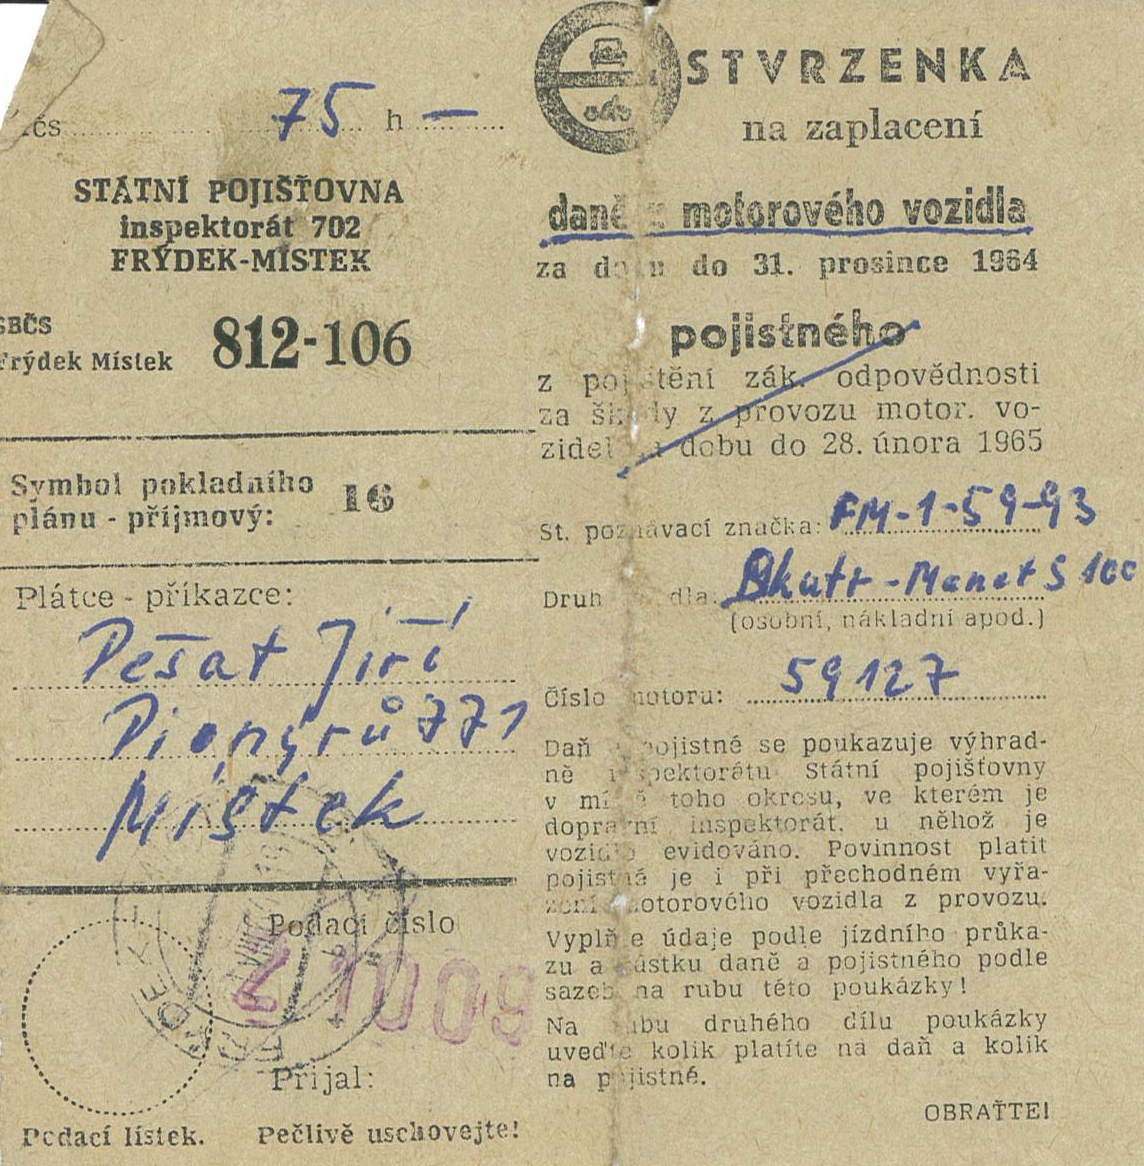 Kčs 75 h —
STÁTNÍ POJIŠŤOVNA
inspektorát 702
FRÝDEK-MÍSTEK
SBČS
Frýdek Místek 812-106
Symbol pokladního
plánu - příjmový: 16
Plátce - příkazce:
Pešat Jiří
Pionýrů 771
Místek
Podací číslo
Přijal:
Podací lístek. Pečlivě uschovejte!
STVRZENKA
na zaplacení
daně z motorového vozidla
za dobu do 31. prosince 1964
pojistného
z pojištění zák. odpovědnosti
za škody z provozu motor. vo-
zidel za dobu do 28. února 1965
St. poznávací značka: FM-1-59-93
Druh vozidla: Skutr - Manet S 100
(osobní, nákladní apod.)
Číslo motoru: 59127
Daň a pojistné se poukazuje výhrad-
ně inspektorátu Státní pojišťovny
v místě toho okresu, ve kterém je
dopravní inspektorát, u něhož je
vozidlo evidováno. Povinnost platit
pojistné je i při přechodném vyřa-
zení motorového vozidla z provozu.
Vyplňte údaje podle jízdního průka-
zu a částku daně a pojistného podle
sazeb na rubu této poukázky!
Na rubu druhého dílu poukázky
uveďte kolik platíte na daň a kolik
na pojistné.
OBRAŤTE!